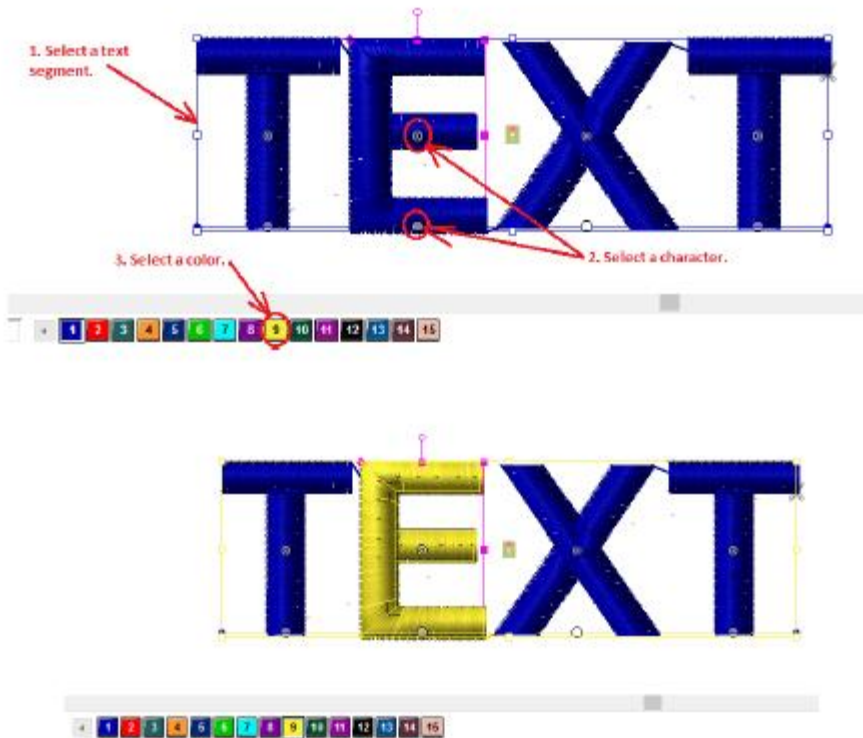 1. Select a text
segment.
TEXT
2. Select a character.
3. Select a color.
1 2 3 4 5 6 7 8 9 10 11 12 13 14 15
TEXT
1 2 3 4 5 6 7 8 9 10 11 12 13 14 15